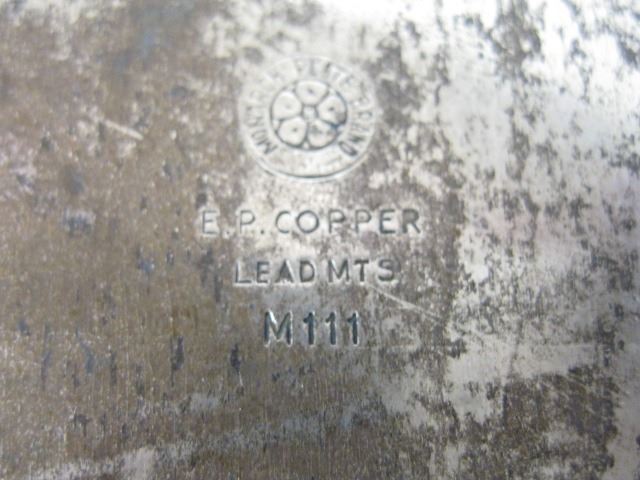 E.P. COPPER
LEAD MTS
M111